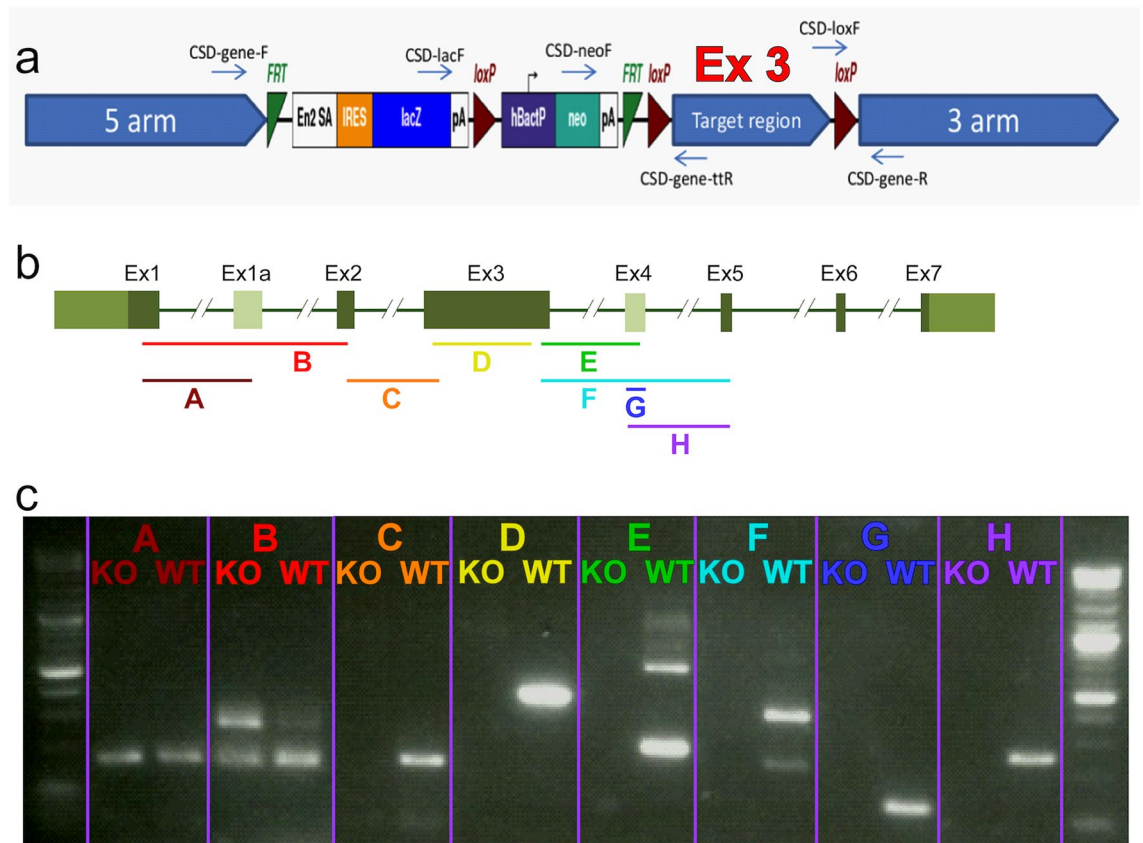 a
CSD-gene-F
FRT
CSD-lacF
loxP
CSD-neoF
FRT
loxP
Ex 3
CSD-loxF
loxP
5 arm
En2 SA
IRES
lacZ
pA
hBactP
neo
pA
Target region
3 arm
CSD-gene-ttR
CSD-gene-R
b
Ex1
Ex1a
Ex2
Ex3
Ex4
Ex5
Ex6
Ex7
B
D
E
A
C
F
G
H
c
A B C D E F G H
KO WT KO WT KO WT KO WT KO WT KO WT KO WT KO WT